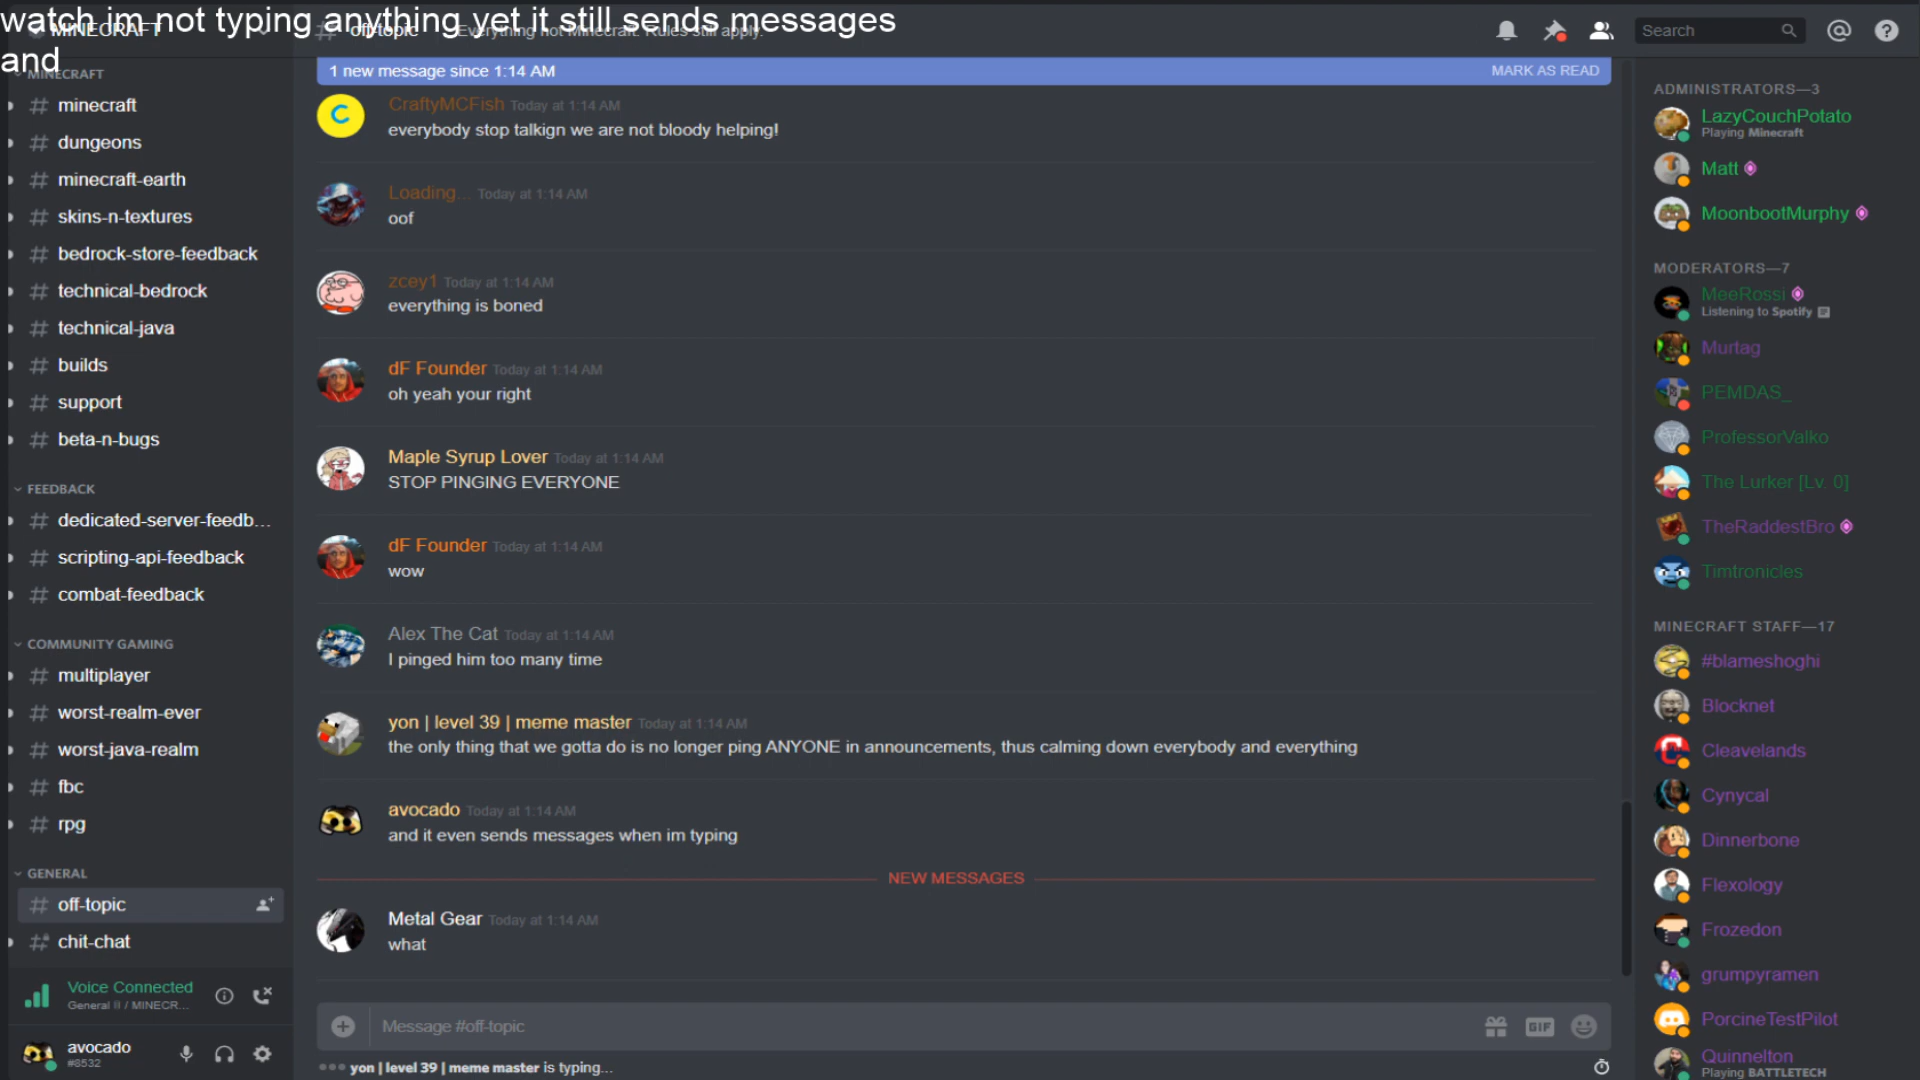 watch im not typing anything yet it still sends messages
and
MINECRAFT
off-topic
Everything not Minecraft. Rules still apply.
Search
MINECRAFT
minecraft
dungeons
minecraft-earth
skins-n-textures
bedrock-store-feedback
technical-bedrock
technical-java
builds
support
beta-n-bugs
FEEDBACK
dedicated-server-feedb...
scripting-api-feedback
combat-feedback
COMMUNITY GAMING
multiplayer
worst-realm-ever
worst-java-realm
fbc
rpg
GENERAL
off-topic
chit-chat
Voice Connected
General / MINECR...
avocado
#8532
1 new message since 1:14 AM MARK AS READ
CraftyMCFish Today at 1:14 AM
everybody stop talkign we are not bloody helping!
Loading... Today at 1:14 AM
oof
zcey1 Today at 1:14 AM
everything is boned
dF Founder Today at 1:14 AM
oh yeah your right
Maple Syrup Lover Today at 1:14 AM
STOP PINGING EVERYONE
dF Founder Today at 1:14 AM
wow
Alex The Cat Today at 1:14 AM
I pinged him too many time
yon | level 39 | meme master Today at 1:14 AM
the only thing that we gotta do is no longer ping ANYONE in announcements, thus calming down everybody and everything
avocado Today at 1:14 AM
and it even sends messages when im typing
NEW MESSAGES
Metal Gear Today at 1:14 AM
what
Message #off-topic
GIF
yon | level 39 | meme master is typing...
ADMINISTRATORS—3
LazyCouchPotato
Playing Minecraft
Matt
MoonbootMurphy
MODERATORS—7
MeeRossi
Listening to Spotify
Murtag
PEMDAS_
ProfessorValko
The Lurker [Lv. 0]
TheRaddestBro
Timtronicles
MINECRAFT STAFF—17
#blameshoghi
Blocknet
Cleavelands
Cynycal
Dinnerbone
Flexology
Frozedon
grumpyramen
PorcineTestPilot
Quinnelton
Playing BATTLETECH